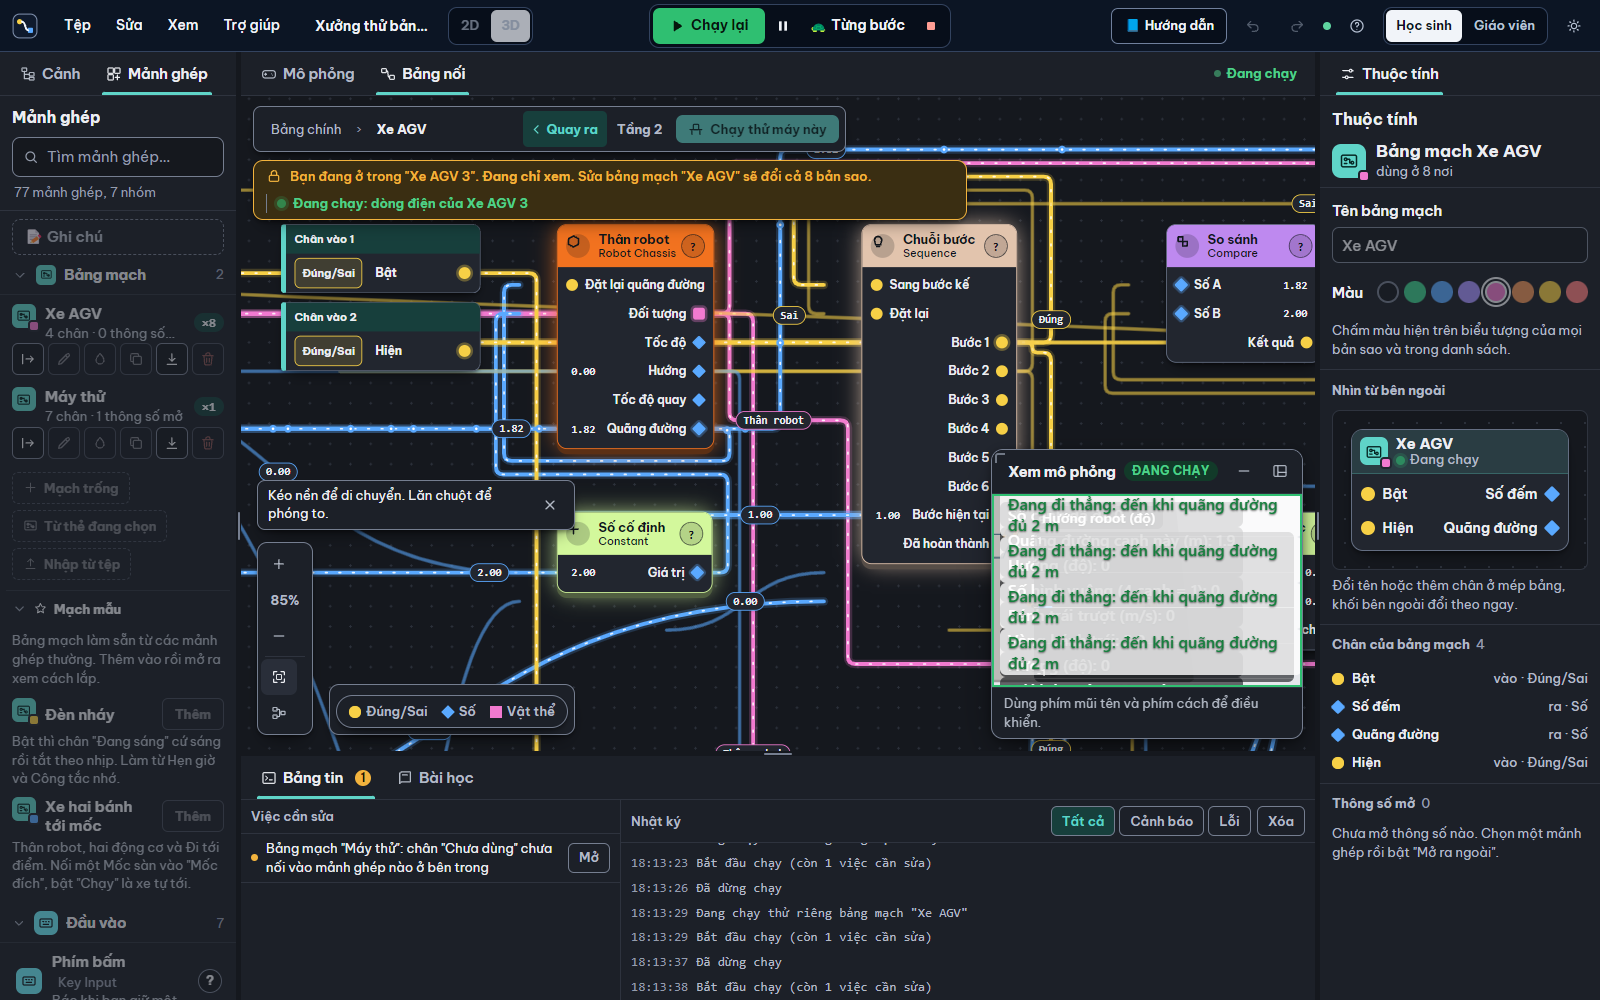 Tệp
Sửa
Xem
Trợ giúp
Xưởng thử bản...
2D
3D
Chạy lại
Từng bước
Hướng dẫn
Học sinh
Giáo viên
Cảnh
Mảnh ghép
Mảnh ghép
Tìm mảnh ghép...
77 mảnh ghép, 7 nhóm
Ghi chú
Bảng mạch
2
Xe AGV
4 chân · 0 thông số...
×8
Máy thử
7 chân · 1 thông số mở
×1
Mạch trống
Từ thẻ đang chọn
Nhập từ tệp
Mạch mẫu
Bảng mạch làm sẵn từ các mảnh
ghép thường. Thêm vào rồi mở ra
xem cách lắp.
Đèn nháy
Thêm
Bật thì chân "Đang sáng" cứ sáng
rồi tắt theo nhịp. Làm từ Hẹn giờ
và Công tắc nhớ.
Xe hai bánh
tới mốc
Thêm
Thân robot, hai động cơ và Đi tới
điểm. Nối một Mốc sàn vào "Mốc
đích", bật "Chạy" là xe tự tới.
Đầu vào
7
Phím bấm
Key Input
?
Mô phỏng
Bảng nối
Đang chạy
Bảng chính
Xe AGV
Quay ra
Tầng 2
Chạy thử máy này
Bạn đang ở trong "Xe AGV 3". Đang chỉ xem. Sửa bảng mạch "Xe AGV" sẽ đổi cả 8 bản sao.
Đang chạy: dòng điện của Xe AGV 3
Chân vào 1
Đúng/Sai
Bật
Chân vào 2
Đúng/Sai
Hiện
Thân robot
Robot Chassis
?
Đặt lại quãng đường
Đối tượng
Tốc độ
0.00
Hướng
Tốc độ quay
1.82
Quãng đường
1.82
0.00
Sai
Thân robot
Chuỗi bước
Sequence
?
Sang bước kế
Đặt lại
Bước 1
Bước 2
Bước 3
Bước 4
Bước 5
Bước 6
1.00
Bước hiện tại
Đã hoàn thành
Đúng
Sai
So sánh
Compare
?
Số A
1.82
Số B
2.00
Kết quả
Kéo nền để di chuyển. Lăn chuột để
phóng to.
Số cố định
Constant
?
2.00
Giá trị
1.00
2.00
0.00
85%
Đúng/Sai
Số
Vật thể
Đúng
Xem mô phỏng
ĐANG CHẠY
Đang đi thẳng: đến khi quãng đường
đủ 2 m
Hướng robot (độ)
Đang đi thẳng: đến khi quãng đường
đủ 2 m
Đang đi thẳng: đến khi quãng đường
đủ 2 m
Đang đi thẳng: đến khi quãng đường
đủ 2 m
Dùng phím mũi tên và phím cách để điều
khiển.
Bảng tin
1
Bài học
Việc cần sửa
Bảng mạch "Máy thử": chân "Chưa dùng" chưa
nối vào mảnh ghép nào ở bên trong
Mở
Nhật ký
Tất cả
Cảnh báo
Lỗi
Xóa
18:13:23 Bắt đầu chạy (còn 1 việc cần sửa)
18:13:26 Đã dừng chạy
18:13:29 Đang chạy thử riêng bảng mạch "Xe AGV"
18:13:29 Bắt đầu chạy (còn 1 việc cần sửa)
18:13:37 Đã dừng chạy
18:13:38 Bắt đầu chạy (còn 1 việc cần sửa)
Thuộc tính
Thuộc tính
Bảng mạch Xe AGV
dùng ở 8 nơi
Tên bảng mạch
Xe AGV
Màu
Chấm màu hiện trên biểu tượng của mọi
bản sao và trong danh sách.
Nhìn từ bên ngoài
Xe AGV
Đang chạy
Bật
Số đếm
Hiện
Quãng đường
Đổi tên hoặc thêm chân ở mép bảng,
khối bên ngoài đổi theo ngay.
Chân của bảng mạch 4
Bật
vào · Đúng/Sai
Số đếm
ra · Số
Quãng đường
ra · Số
Hiện
vào · Đúng/Sai
Thông số mở 0
Chưa mở thông số nào. Chọn một mảnh
ghép rồi bật "Mở ra ngoài".